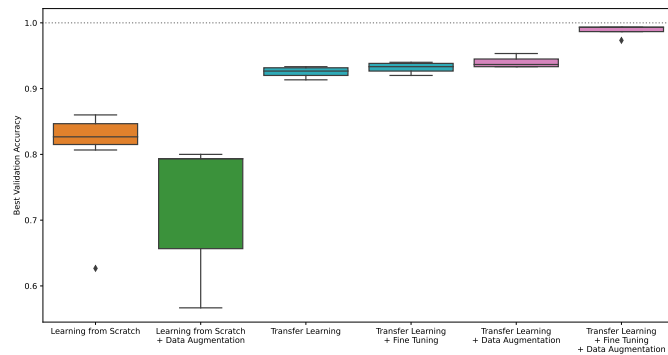 1.0
0.9
0.8
0.7
0.6
Best Validation Accuracy
Learning from Scratch
Learning from Scratch
+ Data Augmentation
Transfer Learning
Transfer Learning
+ Fine Tuning
Transfer Learning
+ Data Augmentation
Transfer Learning
+ Fine Tuning
+ Data Augmentation